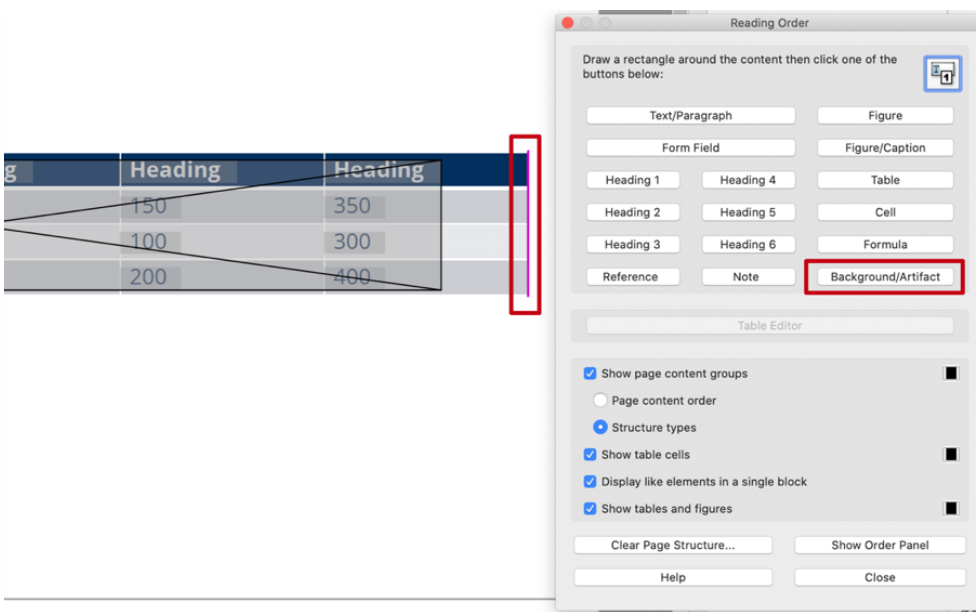 Reading Order
Draw a rectangle around the content then click one of the
buttons below:
Text/Paragraph Figure
Form Field Figure/Caption
Heading 1 Heading 4 Table
Heading 2 Heading 5 Cell
Heading 3 Heading 6 Formula
Reference Note Background/Artifact
Table Editor
Show page content groups
Page content order
Structure types
Show table cells
Display like elements in a single block
Show tables and figures
Clear Page Structure... Show Order Panel
Help Close
g Heading Heading
150 350
100 300
200 400